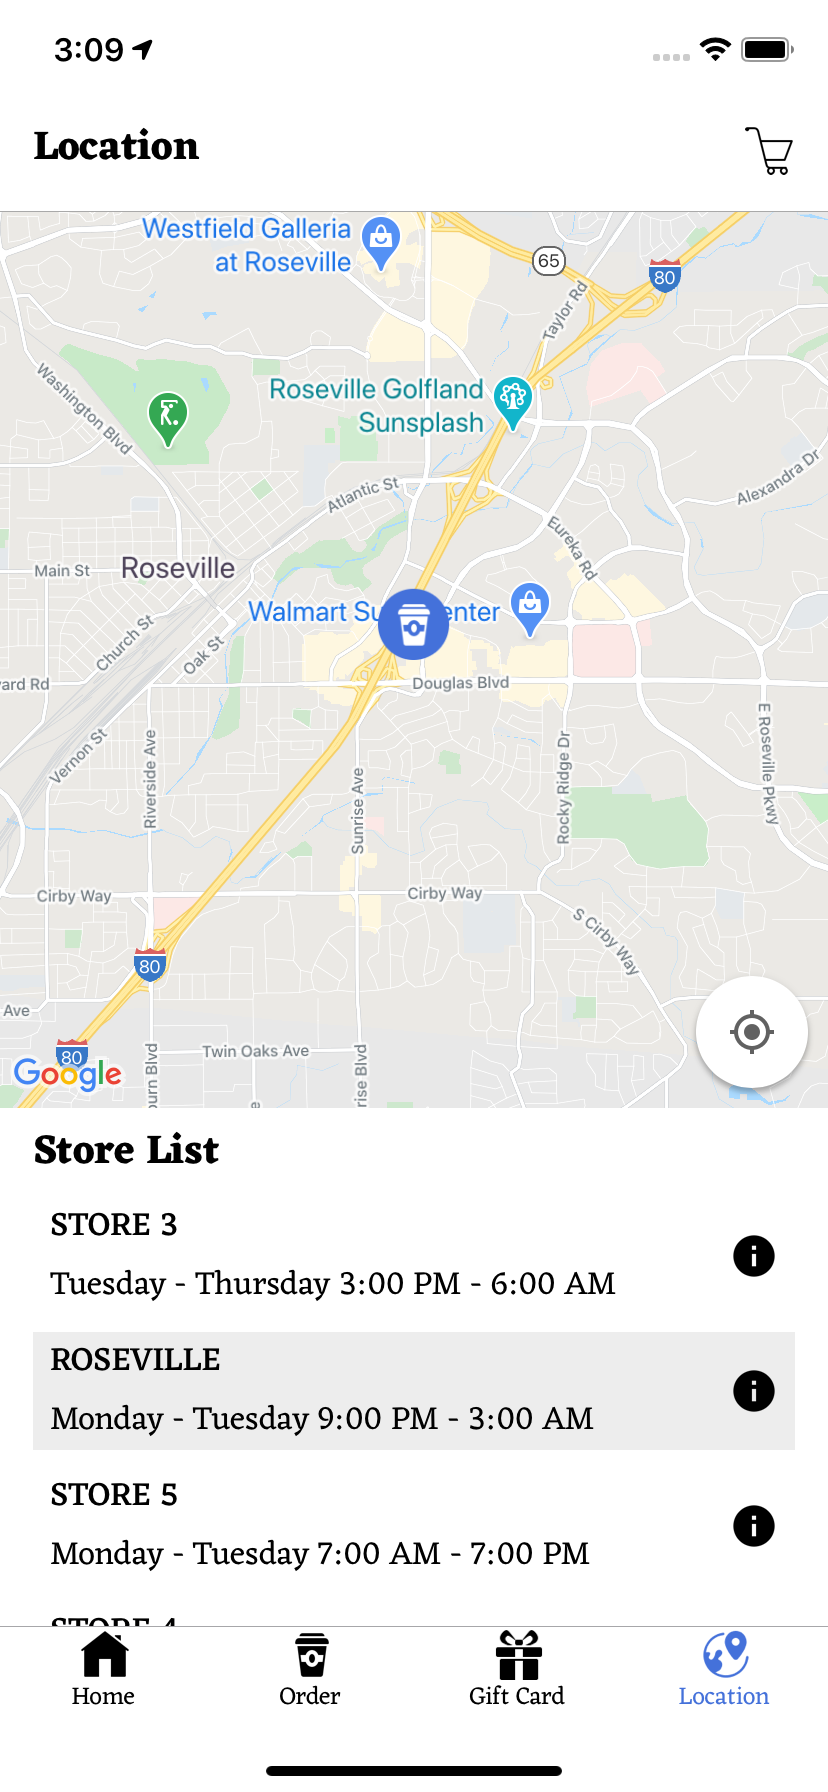 3:09
Location
Westfield Galleria
at Roseville
65
80
Taylor Rd
Washington Blvd
Roseville Golfland
Sunsplash
Alexandra Dr
Atlantic St
Eureka Rd
Main St
Roseville
Walmart Su enter
Church St
Oak St
ard Rd
Douglas Blvd
Vernon St
Riverside Ave
Sunrise Ave
Rocky Ridge Dr
E Roseville Pkwy
Cirby Way
Cirby Way
S Cirby Way
80
Ave
80
Google
Twin Oaks Ave
urn Blvd
rise Blvd
Store List
STORE 3
Tuesday - Thursday 3:00 PM - 6:00 AM
ROSEVILLE
Monday - Tuesday 9:00 PM - 3:00 AM
STORE 5
Monday - Tuesday 7:00 AM - 7:00 PM
STORE 4
Home
Order
Gift Card
Location